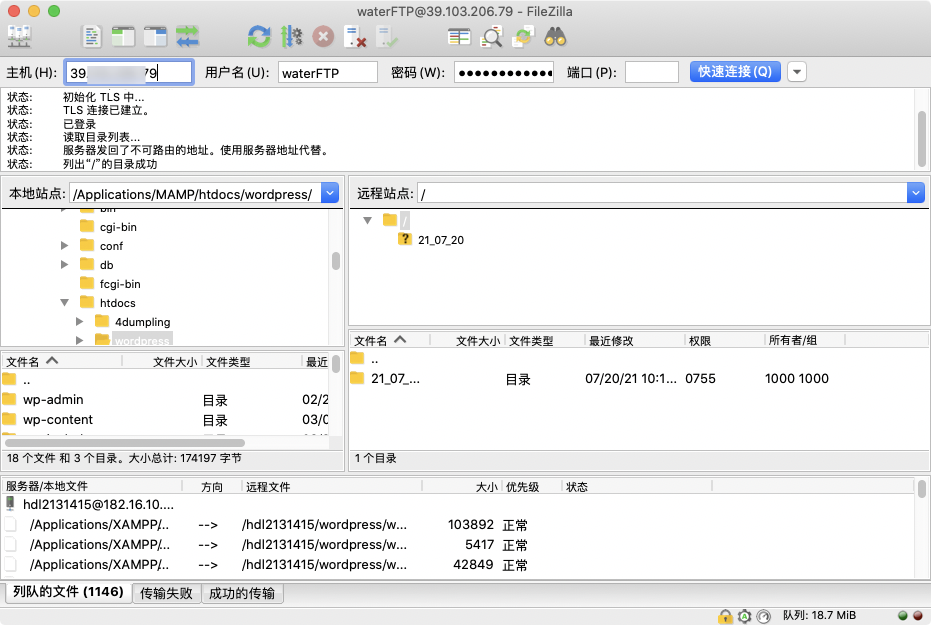 waterFTP@39.103.206.79 - FileZilla
主机(H): 39. 79 用户名(U): waterFTP 密码(W): ●●●●●●●●●●●● 端口(P): 快速连接(Q)
状态: 初始化 TLS 中...
状态: TLS 连接已建立。
状态: 已登录
状态: 读取目录列表...
状态: 服务器发回了不可路由的地址。使用服务器地址代替。
状态: 列出“/”的目录成功
本地站点: /Applications/MAMP/htdocs/wordpress/
bin
cgi-bin
conf
db
fcgi-bin
htdocs
4dumpling
wordpress
远程站点: /
/
21_07_20
文件名 文件大小 文件类型 最近
..
wp-admin 目录 02/2
wp-content 目录 03/0
18 个文件 和 3 个目录。大小总计: 174197 字节
文件名 文件大小 文件类型 最近修改 权限 所有者/组
..
21_07_... 目录 07/20/21 10:1... 0755 1000 1000
1 个目录
服务器/本地文件 方向 远程文件 大小 优先级 状态
hdl2131415@182.16.10....
/Applications/XAMPP/... --> /hdl2131415/wordpress/w... 103892 正常
/Applications/XAMPP/... --> /hdl2131415/wordpress/w... 5417 正常
/Applications/XAMPP/... --> /hdl2131415/wordpress/w... 42849 正常
列队的文件 (1146) 传输失败 成功的传输
队列: 18.7 MiB